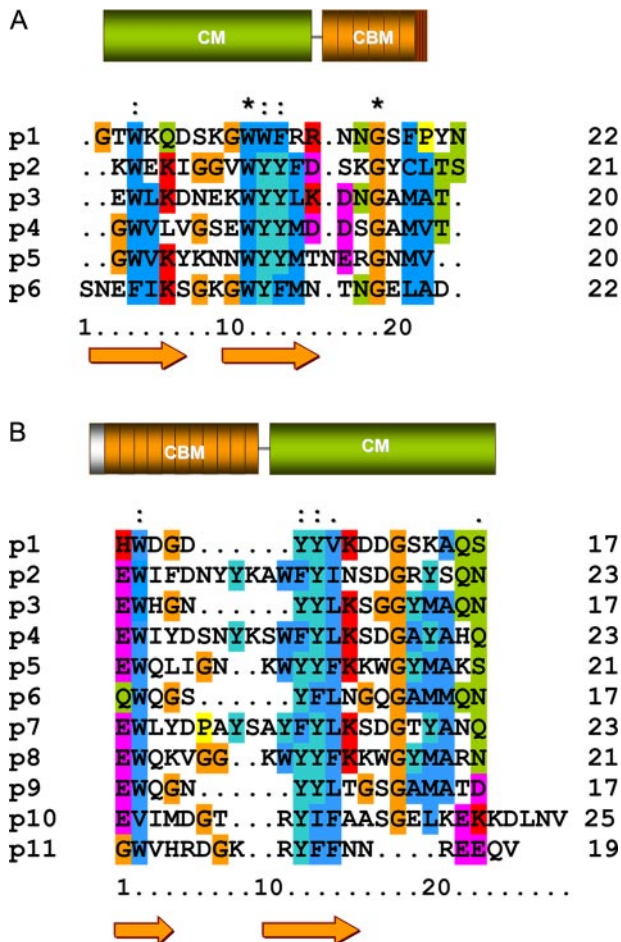 A
CM CBM
: *:: *
p1 .GTWKQDSKGWWFRR.NNGSFPYN 22
p2 ..KWEKIGGVWYYFD.SKGYCLTS 21
p3 ..EWLKDNEKWYYLK.DNGAMAT. 20
p4 ..GWVLVGSEWYYMD.DSGAMVT. 20
p5 ..GWVKYKNNWYYMTNERGNMV.. 20
p6 SNEFIKSGKGWYFMN.TNGELAD. 22
1.......10........20
B
CBM CM
: ::. .
p1 HWDGD......YYVKDDGSKAQS 17
p2 EWIFDNYYKAWFYINSDGRYSQN 23
p3 EWHGN......YYLKSGGYMAQN 17
p4 EWIYDSNYKSWFYLKSDGAYAHQ 23
p5 EWQLIGN..KWYYFKKWGYMAKS 21
p6 QWQGS......YFLNGQGAMMQN 17
p7 EWLYDPAYSAYFYLKSDGTYANQ 23
p8 EWQKVGG..KWYYFKKWGYMARN 21
p9 EWQGN......YYLTGSGAMATD 17
p10 EVIMDGT..RYIFAASGELKEKKDLNV 25
p11 GWVHRDGK..RYFFNN....REEQV 19
1.......10........20.......